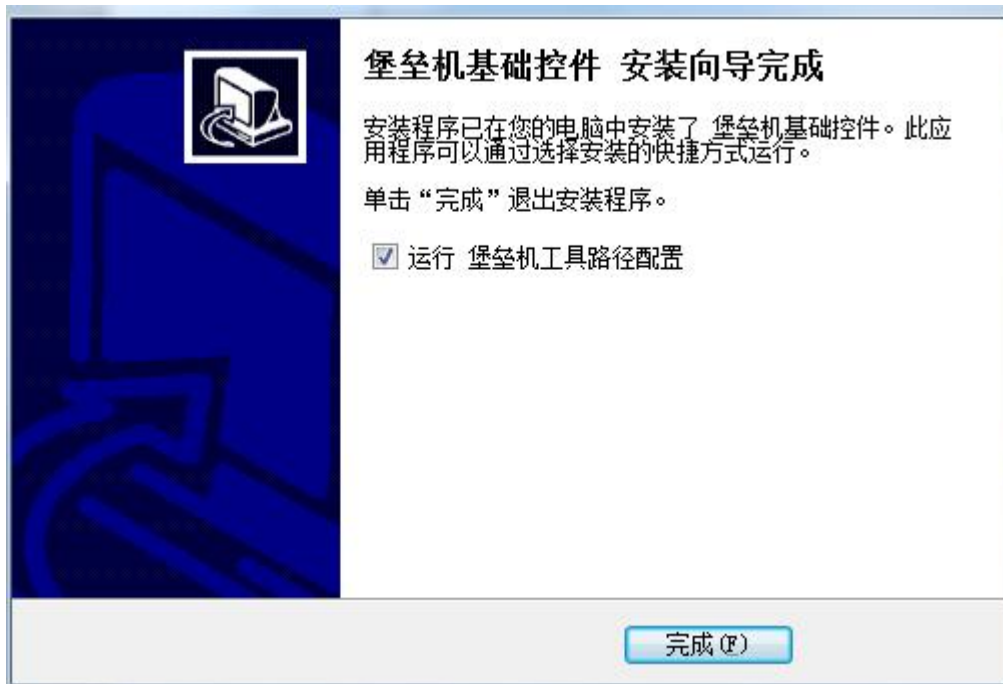 堡垒机基础控件 安装向导完成
安装程序已在您的电脑中安装了 堡垒机基础控件。此应
用程序可以通过选择安装的快捷方式运行。
单击“完成”退出安装程序。
运行 堡垒机工具路径配置
完成(F)